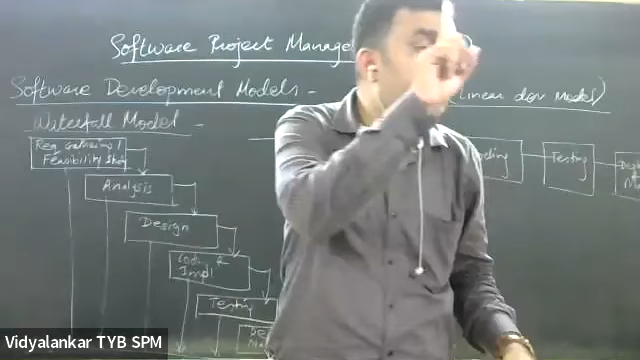 Software Project Manage
Software Development Models -
(Linear dev Model)
Waterfall Model -
Req Gathering /
Feasibility Study
Analysis
Design
Coding &
Impl
Testing
Testing
Vidyalankar TYB SPM